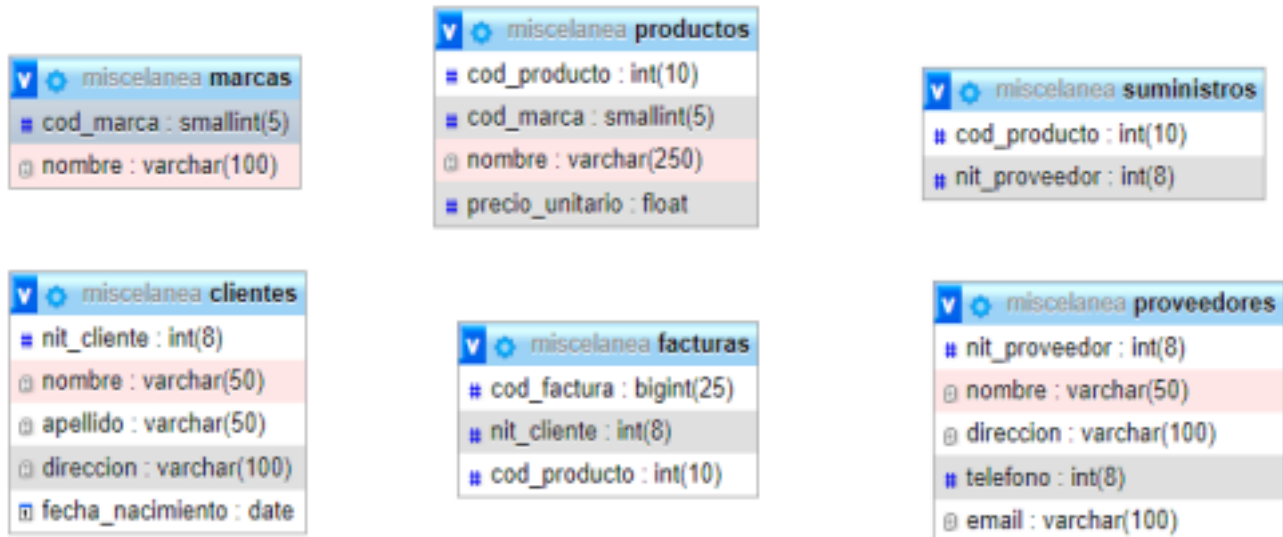 miscelanea marcas
cod_marca : smallint(5)
nombre : varchar(100)
miscelanea productos
cod_producto : int(10)
cod_marca : smallint(5)
nombre : varchar(250)
precio_unitario : float
miscelanea suministros
cod_producto : int(10)
nit_proveedor : int(8)
miscelanea clientes
nit_cliente : int(8)
nombre : varchar(50)
apellido : varchar(50)
direccion : varchar(100)
fecha_nacimiento : date
miscelanea facturas
cod_factura : bigint(25)
nit_cliente : int(8)
cod_producto : int(10)
miscelanea proveedores
nit_proveedor : int(8)
nombre : varchar(50)
direccion : varchar(100)
telefono : int(8)
email : varchar(100)